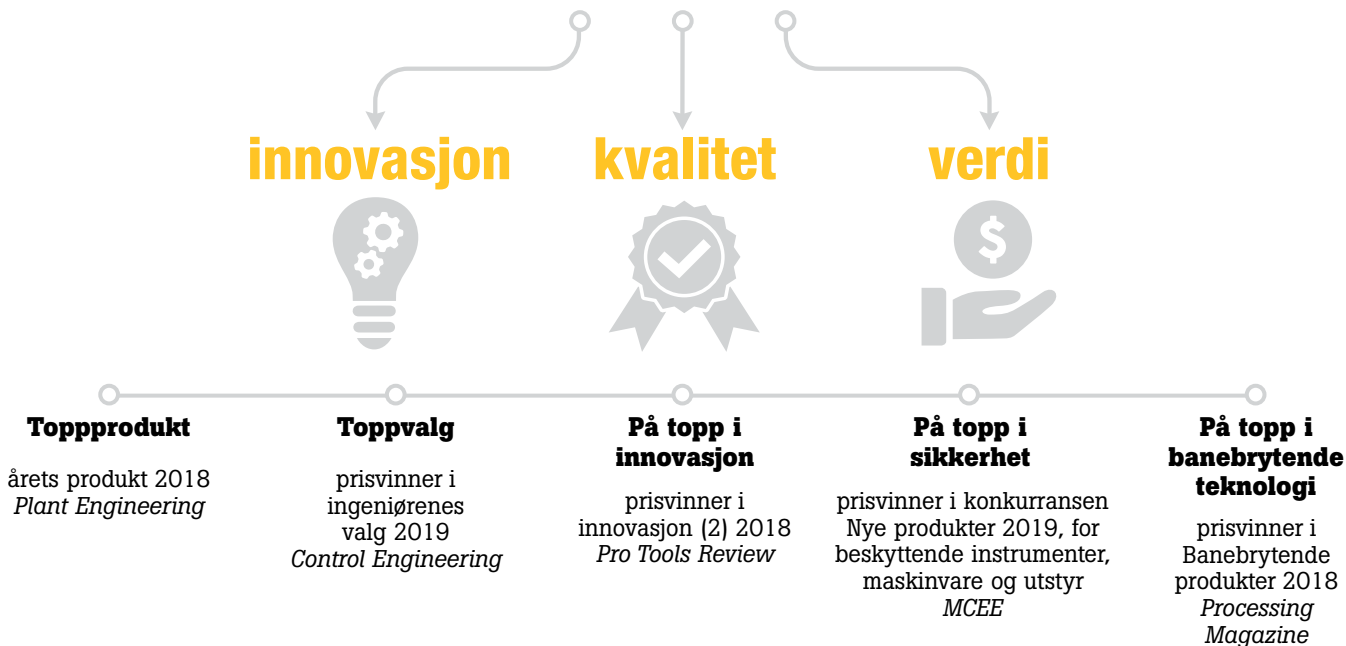 innovasjon
kvalitet
verdi
$
Toppprodukt
årets produkt 2018
Plant Engineering
Toppvalg
prisvinner i
ingeniørenes
valg 2019
Control Engineering
På topp i
innovasjon
prisvinner i
innovasjon (2) 2018
Pro Tools Review
På topp i
sikkerhet
prisvinner i konkurransen
Nye produkter 2019, for
beskyttende instrumenter,
maskinvare og utstyr
MCEE
På topp i
banebrytende
teknologi
prisvinner i
Banebrytende
produkter 2018
Processing
Magazine